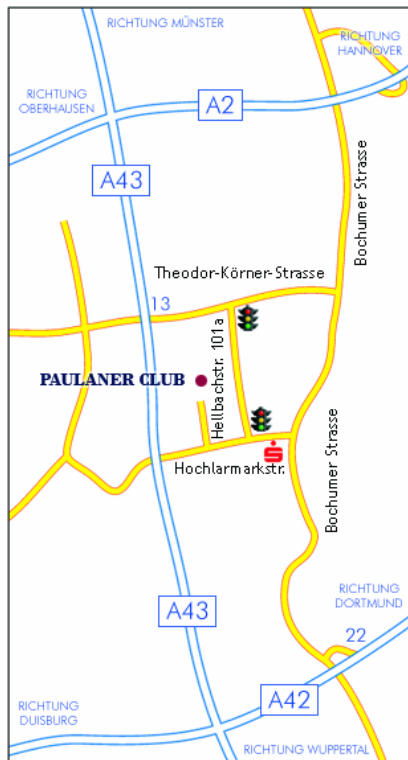 RICHTUNG MÜNSTER
RICHTUNG
HANNOVER
RICHTUNG
OBERHAUSEN
A2
A43
Bochumer Strasse
Theodor-Körner-Strasse
13
Hellbachstr. 101a
PAULANER CLUB
Hochlarmarkstr.
Bochumer Strasse
RICHTUNG
DORTMUND
A43
22
A42
RICHTUNG
DUISBURG
RICHTUNG WUPPERTAL